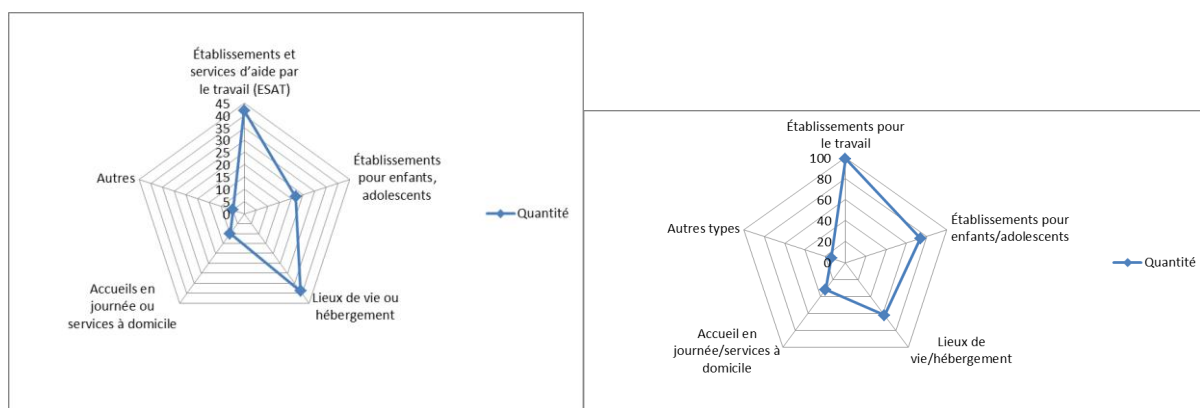 Établissements et
services d'aide par
le travail (ESAT)
45
40
35
30
25
20
15
10
5
0
Établissements
pour enfants,
adolescents
Autres
Quantité
Accueils en
journée ou
services à domicile
Lieux de vie ou
hébergement
Établissements pour
le travail
100
80
60
40
20
0
Établissements pour
enfants/adolescents
Autres types
Quantité
Accueil en
journée/services à
domicile
Lieux de
vie/hébergement